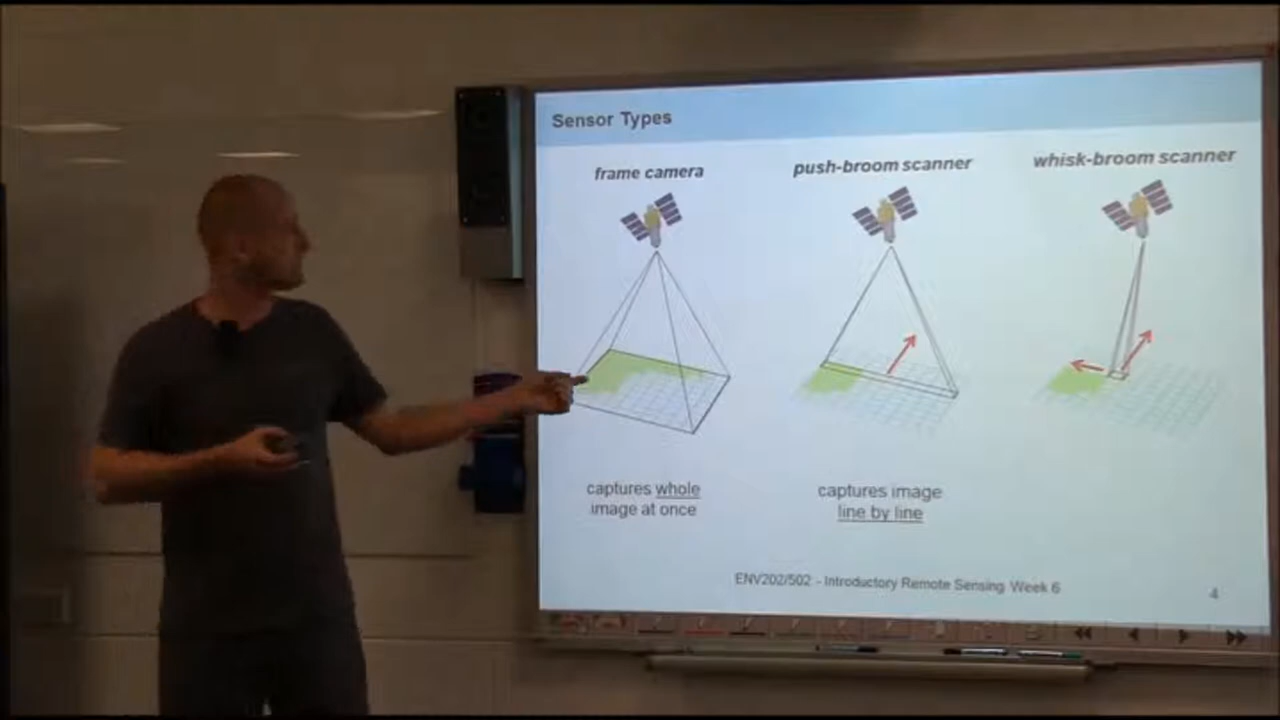 Sensor Types
frame camera
push-broom scanner
whisk-broom scanner
captures whole
image at once
captures image
line by line
ENV202/502 - Introductory Remote Sensing Week 6
4